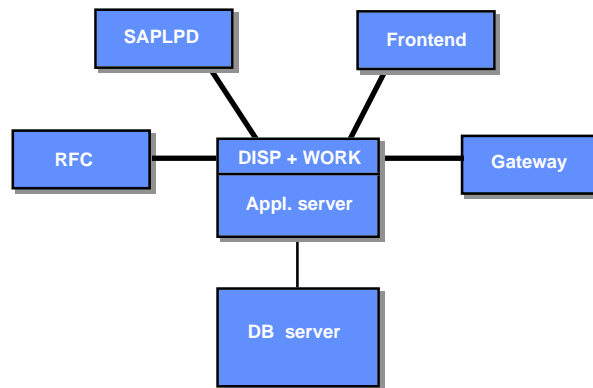 SAPLPD
Frontend
RFC
DISP + WORK
Gateway
Appl. server
DB server